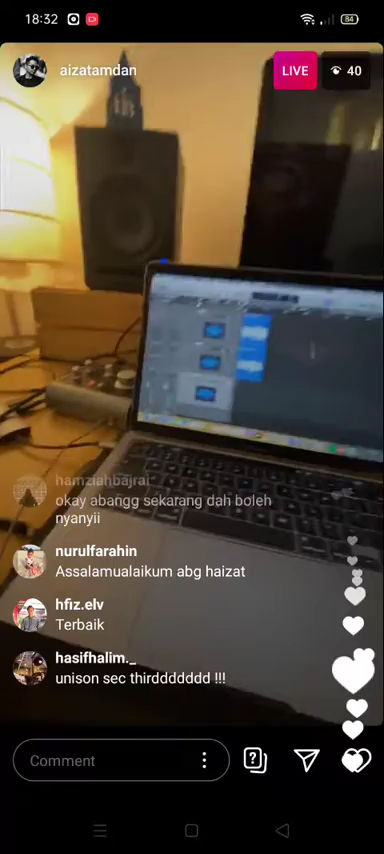 18:32
84
aizatamdan
LIVE
40
hamziahbajrai
okay abangg sekarang dah boleh
nyanyii
nurulfarahin
Assalamualaikum abg haizat
hfiz.elv
Terbaik
hasifhalim._
unison sec thirddddddd !!!
Comment